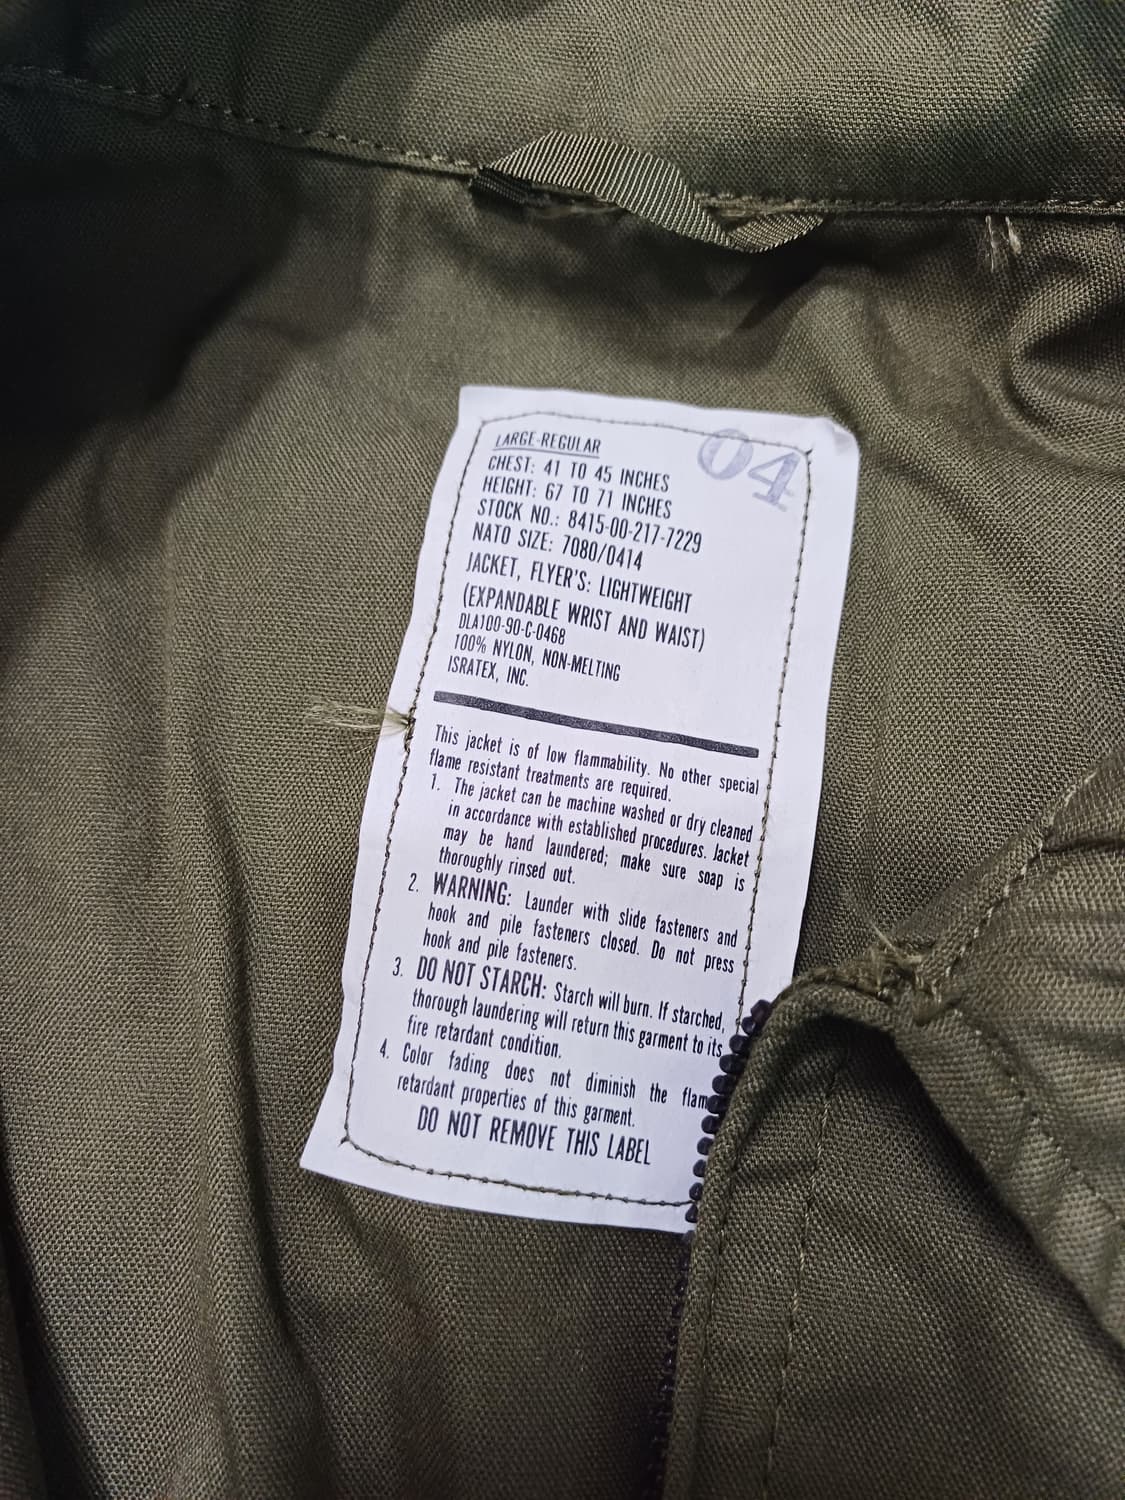 04
LARGE-REGULAR
CHEST: 41 TO 45 INCHES
HEIGHT: 67 TO 71 INCHES
STOCK NO.: 8415-00-217-7229
NATO SIZE: 7080/0414
JACKET, FLYER'S: LIGHTWEIGHT
(EXPANDABLE WRIST AND WAIST)
DLA100-90-C-0468
100% NYLON, NON-MELTING
ISRATEX, INC.
This jacket is of low flammability. No other special
flame resistant treatments are required.
1. The jacket can be machine washed or dry cleaned
in accordance with established procedures. Jacket
may be hand laundered; make sure soap is
thoroughly rinsed out.
2. WARNING: Launder with slide fasteners and
hook and pile fasteners closed. Do not press
hook and pile fasteners.
3. DO NOT STARCH: Starch will burn. If starched,
thorough laundering will return this garment to its
fire retardant condition.
4. Color fading does not diminish the flam
retardant properties of this garment.
DO NOT REMOVE THIS LABEL